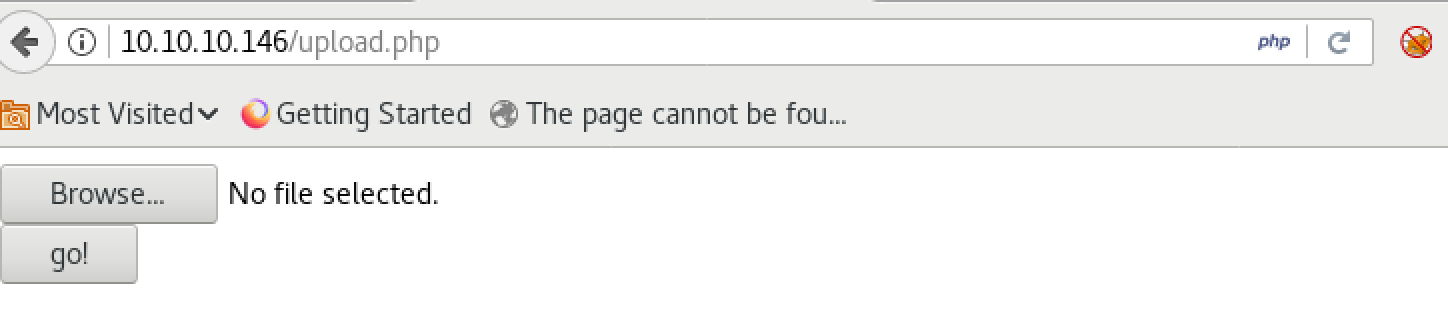 10.10.10.146/upload.php php
Most Visited Getting Started The page cannot be fou...
Browse... No file selected.
go!